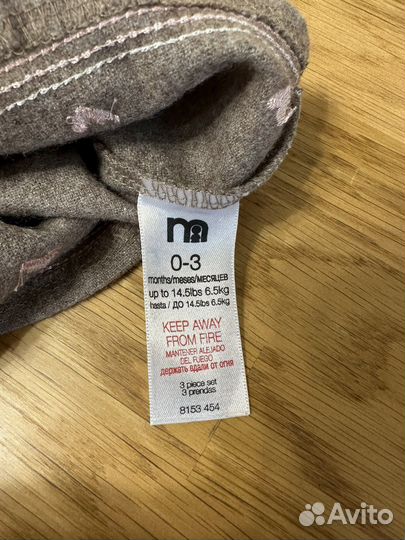 m
0-3
months/meses/МЕСЯЦЕВ
up to 14.5lbs 6.5kg
hasta / ДО 14.5lbs 6.5kg
KEEP AWAY
FROM FIRE
MANTENER ALEJADO
DEL FUEGO
держать вдали от огня
3 piece set
3 prendas
8153 454
Avito